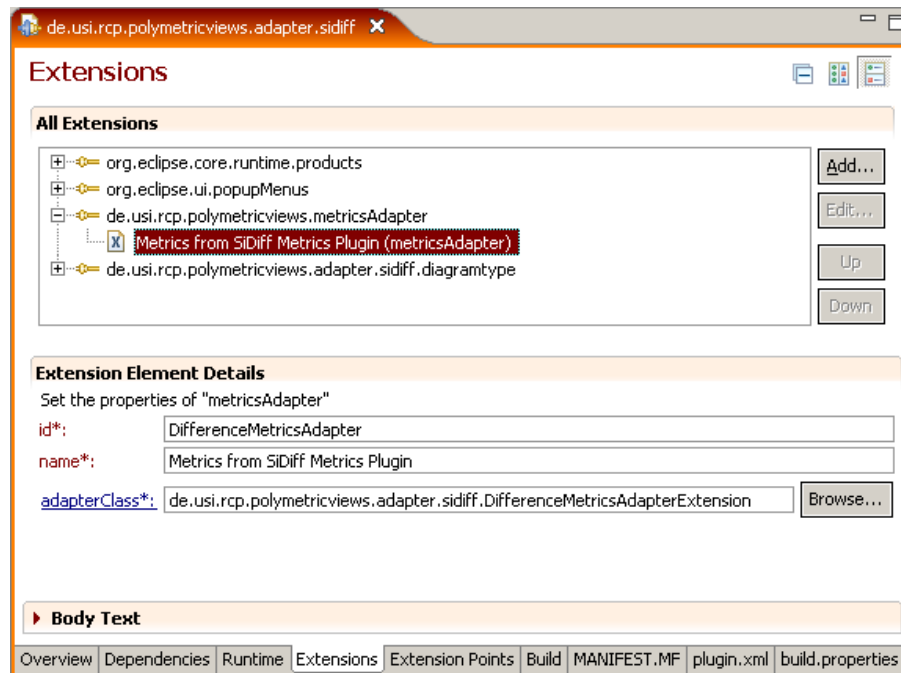 de.usi.rcp.polymetricviews.adapter.sidiff
Extensions
All Extensions
org.eclipse.core.runtime.products
org.eclipse.ui.popupMenus
de.usi.rcp.polymetricviews.metricsAdapter
Metrics from SiDiff Metrics Plugin (metricsAdapter)
de.usi.rcp.polymetricviews.adapter.sidiff.diagramtype
Add...
Edit...
Up
Down
Extension Element Details
Set the properties of "metricsAdapter"
id*: DifferenceMetricsAdapter
name*: Metrics from SiDiff Metrics Plugin
adapterClass*: de.usi.rcp.polymetricviews.adapter.sidiff.DifferenceMetricsAdapterExtension Browse...
Body Text
Overview Dependencies Runtime Extensions Extension Points Build MANIFEST.MF plugin.xml build.properties